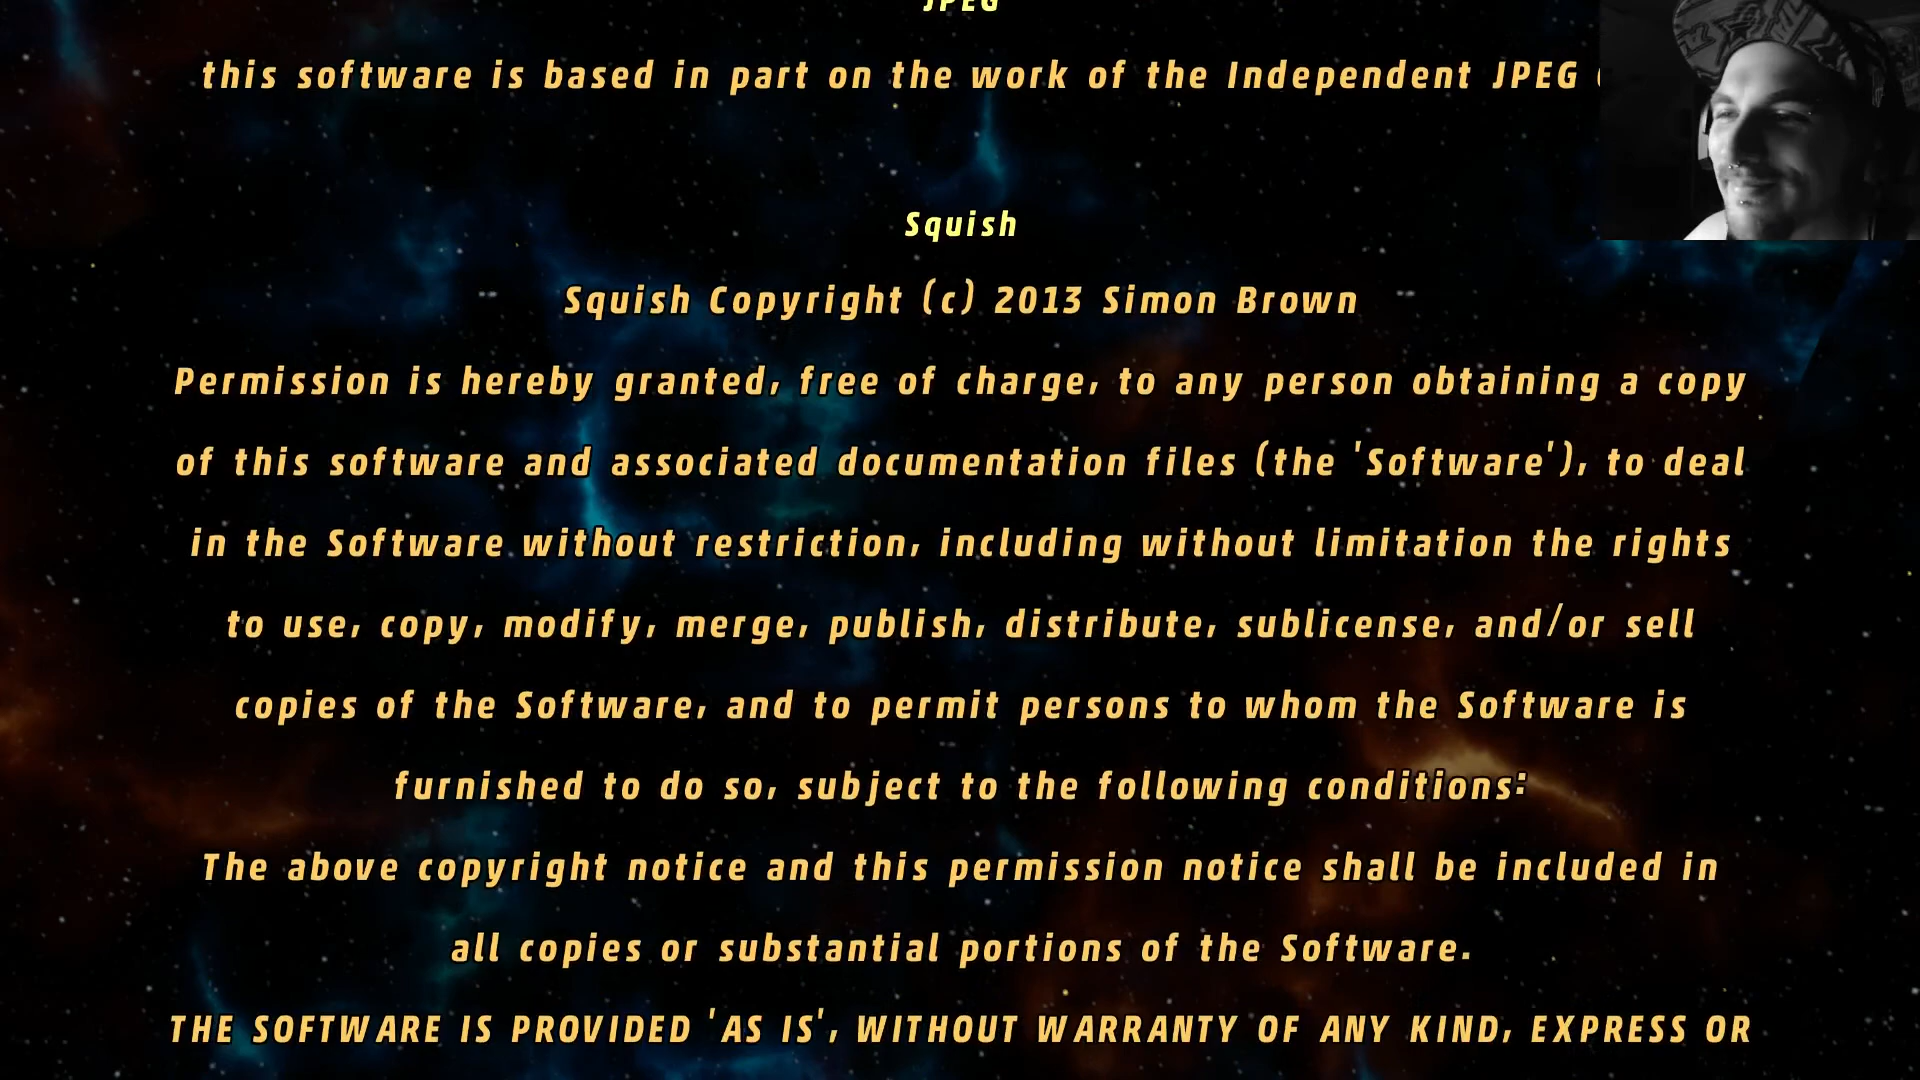 JPEG
this software is based in part on the work of the Independent JPEG
Squish
Squish Copyright (c) 2013 Simon Brown
Permission is hereby granted, free of charge, to any person obtaining a copy
of this software and associated documentation files (the 'Software'), to deal
in the Software without restriction, including without limitation the rights
to use, copy, modify, merge, publish, distribute, sublicense, and/or sell
copies of the Software, and to permit persons to whom the Software is
furnished to do so, subject to the following conditions:
The above copyright notice and this permission notice shall be included in
all copies or substantial portions of the Software.
THE SOFTWARE IS PROVIDED 'AS IS', WITHOUT WARRANTY OF ANY KIND, EXPRESS OR